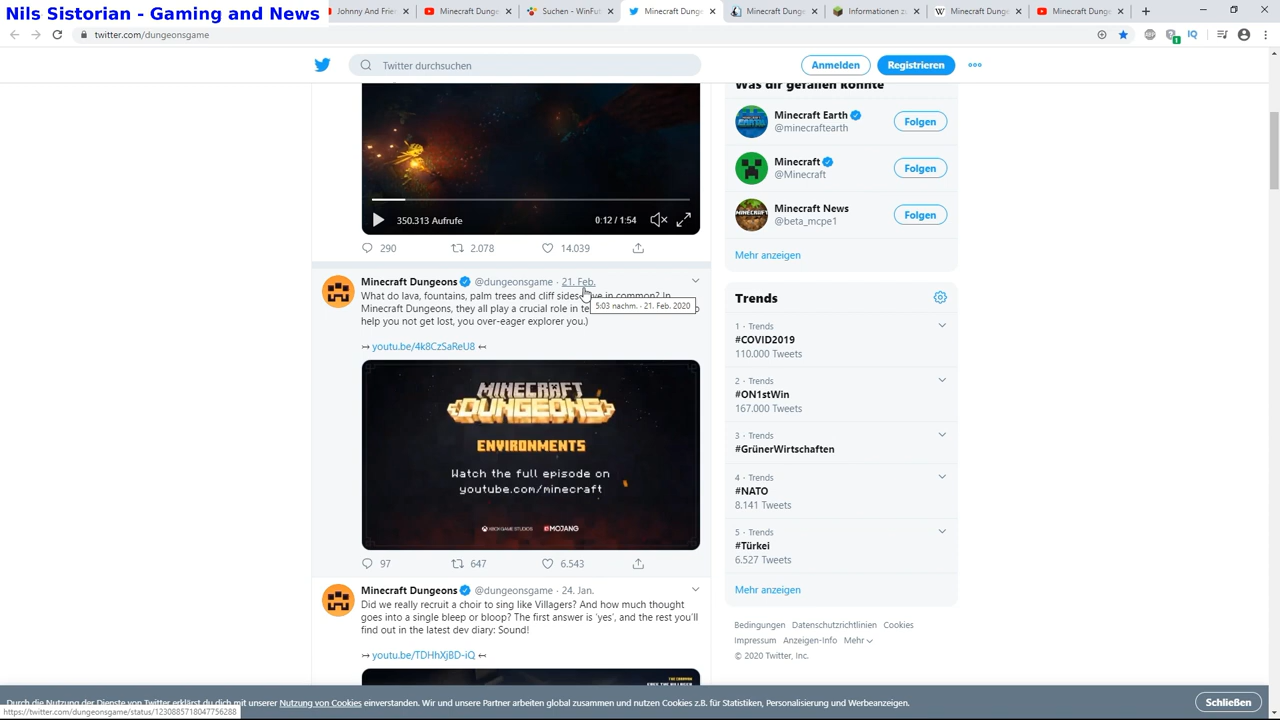 Nils Sistorian - Gaming and News
Johnny And Frie
Minecraft Dunge
Suchen - WinFut
Minecraft Dunge
Minecraft Dunge
Informationen z
Minecraft Dunge
Minecraft Dunge
twitter.com/dungeonsgame
1
IQ
Twitter durchsuchen
Anmelden
Registrieren
350.313 Aufrufe
0:12 / 1:54
290
2.078
14.039
Minecraft Dungeons @dungeonsgame · 21. Feb.
What do lava, fountains, palm trees and cliff sides in common? In
Minecraft Dungeons, they all play a crucial role in
help you not get lost, you over-eager explorer you.)
5:03 nachm. · 21. Feb. 2020
↣ youtu.be/4k8CzSaReU8 ↢
MINECRAFT
DUNGEONS
ENVIRONMENTS
Watch the full episode on
youtube.com/minecraft
XBOX GAME STUDIOS
MOJANG
97
647
6.543
Minecraft Dungeons @dungeonsgame · 24. Jan.
Did we really recruit a choir to sing like Villagers? And how much thought
goes into a single bleep or bloop? The first answer is 'yes', and the rest you'll
find out in the latest dev diary: Sound!
↣ youtu.be/TDHhXjBD-iQ ↢
Was dir gefallen könnte
Minecraft Earth
@minecraftearth
Folgen
Minecraft
@Minecraft
Folgen
Minecraft News
@beta_mcpe1
Folgen
Mehr anzeigen
Trends
1 · Trends
#COVID2019
110.000 Tweets
2 · Trends
#ON1stWin
167.000 Tweets
3 · Trends
#GrünerWirtschaften
4 · Trends
#NATO
8.141 Tweets
5 · Trends
#Türkei
6.527 Tweets
Mehr anzeigen
Bedingungen Datenschutzrichtlinien Cookies
Impressum Anzeigen-Info Mehr
© 2020 Twitter, Inc.
Durch die Nutzung der Dienste von Twitter erklärst du dich mit unserer Nutzung von Cookies einverstanden. Wir und unsere Partner arbeiten global zusammen und nutzen Cookies z.B. für Statistiken, Personalisierung und Werbeanzeigen.
Schließen
https://twitter.com/dungeonsgame/status/1230885718047756288